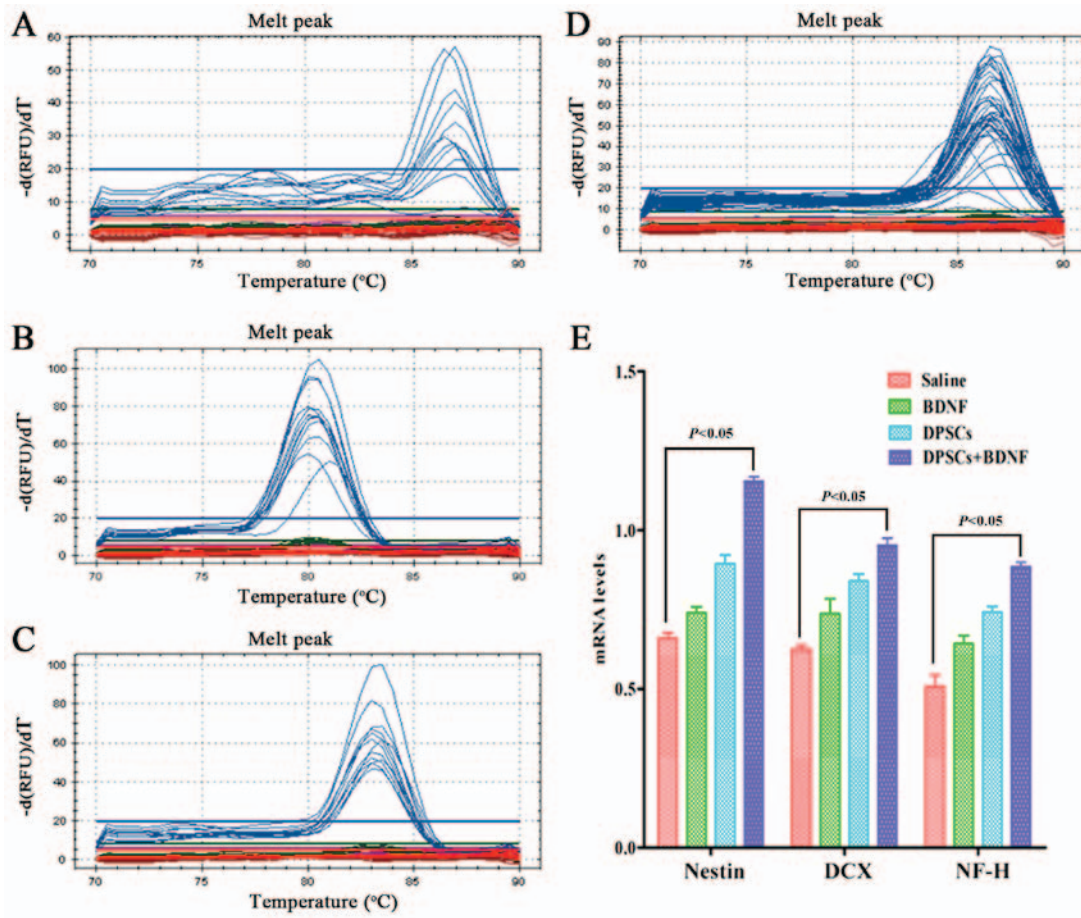 A
Melt peak
60
50
40
30
20
10
0
-d(RFU)/dT
70 75 80 85 90
Temperature (°C)
B
Melt peak
100
80
60
40
20
0
-d(RFU)/dT
70 75 80 85 90
Temperature (°C)
C
Melt peak
100
80
60
40
20
0
-d(RFU)/dT
70 75 80 85 90
Temperature (°C)
D
Melt peak
90
80
70
60
50
40
30
20
10
0
-d(RFU)/dT
70 75 80 85 90
Temperature (°C)
E
1.5
1.0
0.5
0.0
mRNA levels
Saline
BDNF
DPSCs
DPSCs+BDNF
P<0.05
P<0.05
P<0.05
Nestin DCX NF-H